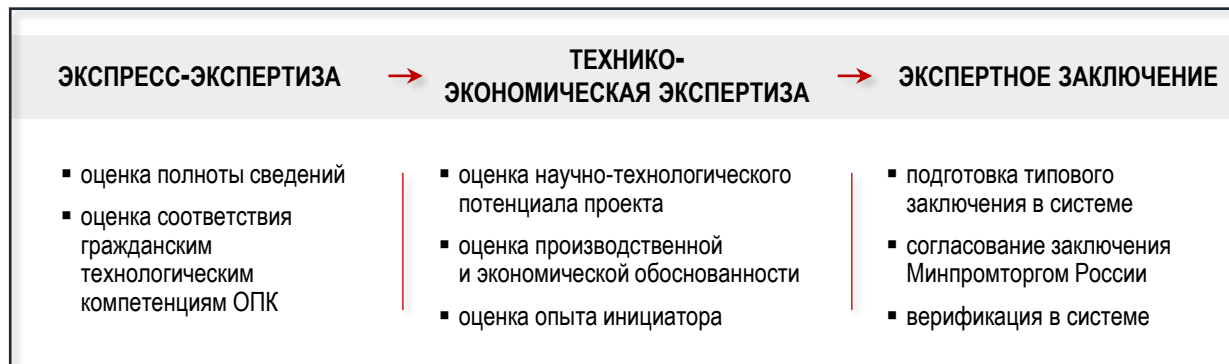 ЭКСПРЕСС-ЭКСПЕРТИЗА → ТЕХНИКО-
ЭКОНОМИЧЕСКАЯ ЭКСПЕРТИЗА → ЭКСПЕРТНОЕ ЗАКЛЮЧЕНИЕ
▪ оценка полноты сведений
▪ оценка соответствия
гражданским
технологическим
компетенциям ОПК
▪ оценка научно-технологического
потенциала проекта
▪ оценка производственной
и экономической обоснованности
▪ оценка опыта инициатора
▪ подготовка типового
заключения в системе
▪ согласование заключения
Минпромторгом России
▪ верификация в системе